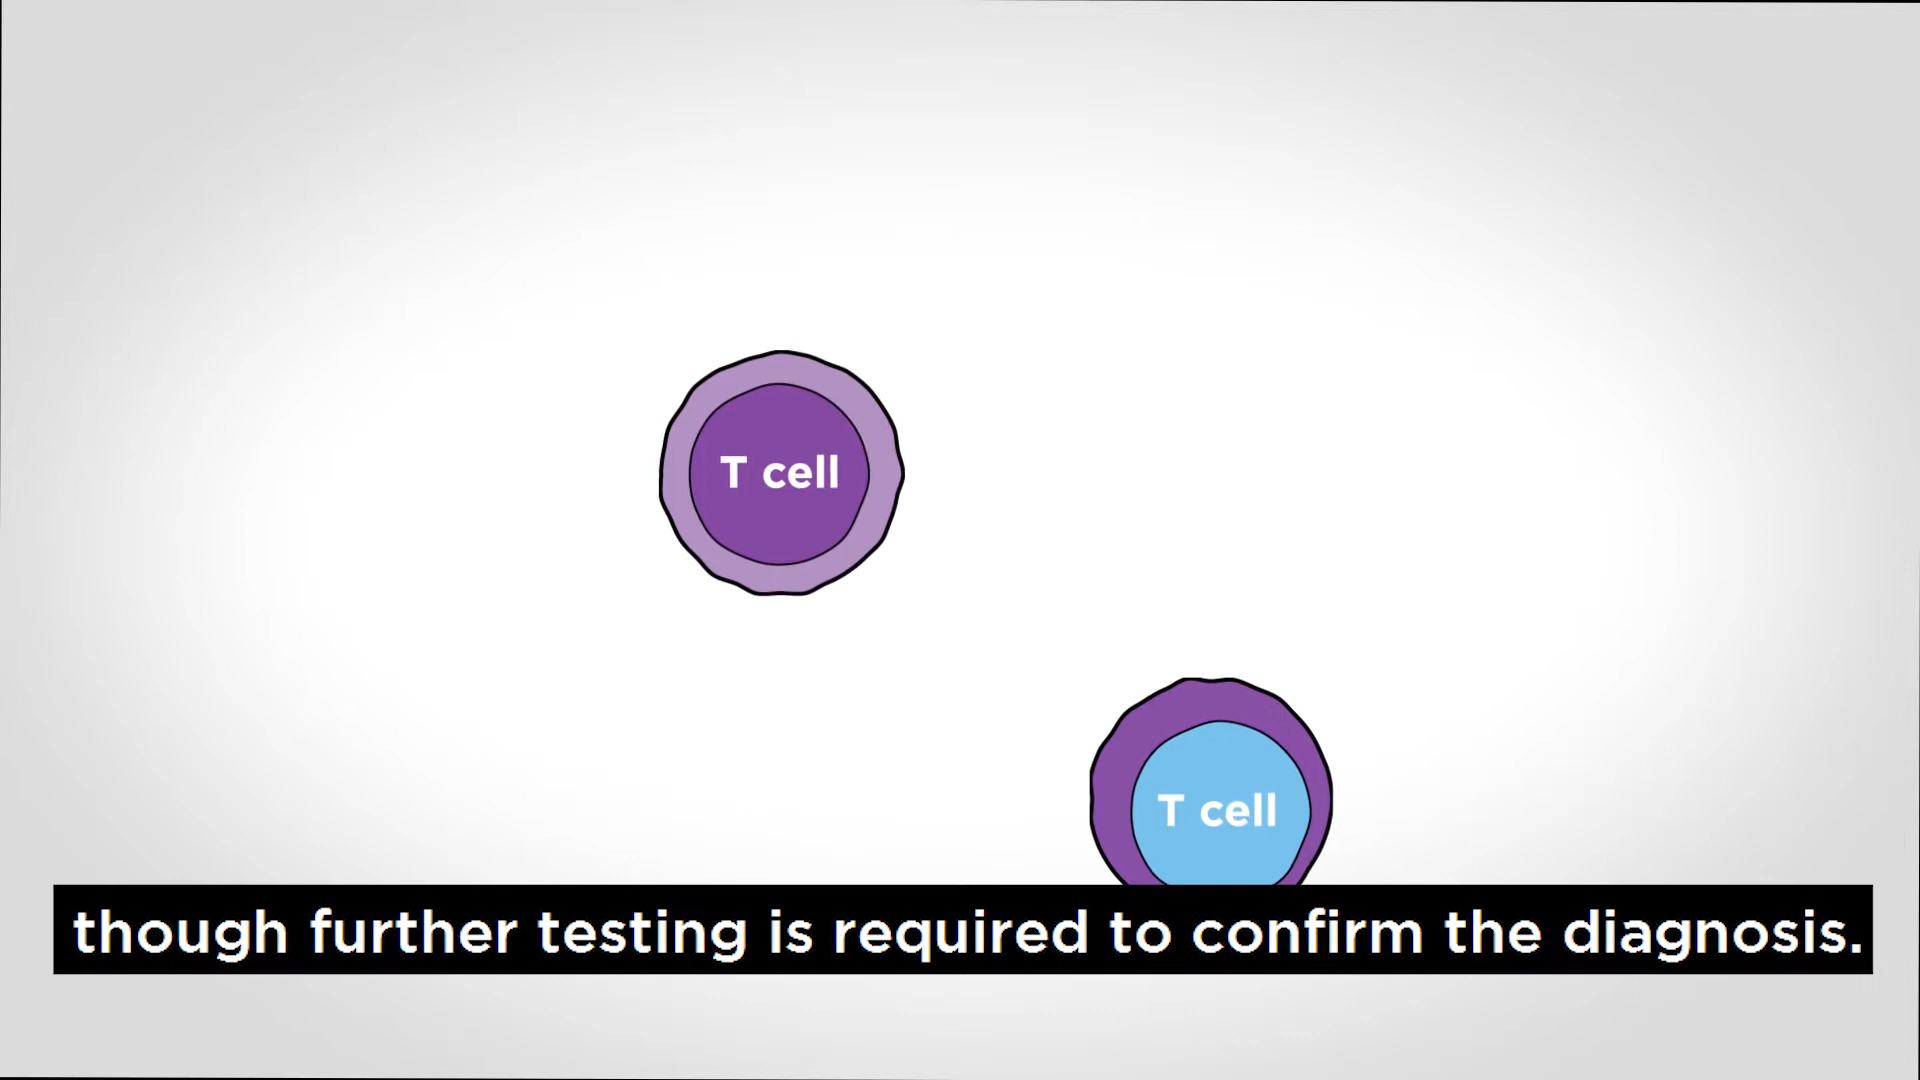 T cell
T cell
though further testing is required to confirm the diagnosis.